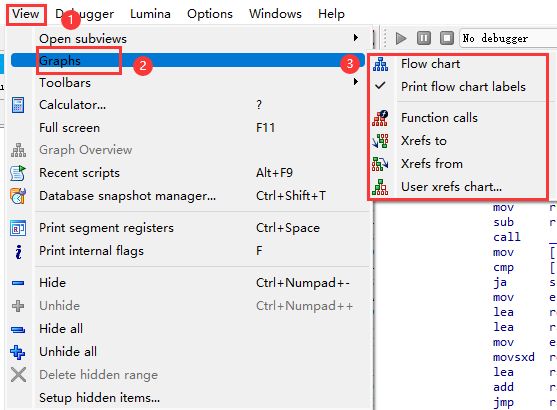 View Debugger Lumina Options Windows Help
1
Open subviews
Graphs
2
Toolbars
Calculator... ?
Full screen F11
Graph Overview
Recent scripts Alt+F9
Database snapshot manager... Ctrl+Shift+T
Print segment registers Ctrl+Space
Print internal flags F
Hide Ctrl+Numpad+-
Unhide Ctrl+Numpad++
Hide all
Unhide all
Delete hidden range
Setup hidden items...
No debugger
3
Flow chart
Print flow chart labels
Function calls
Xrefs to
Xrefs from
User xrefs chart...
mov r
sub r
call
mov [
cmp [
ja s
mov e
lea r
lea r
mov e
movsxd r
lea r
add r
jmp r